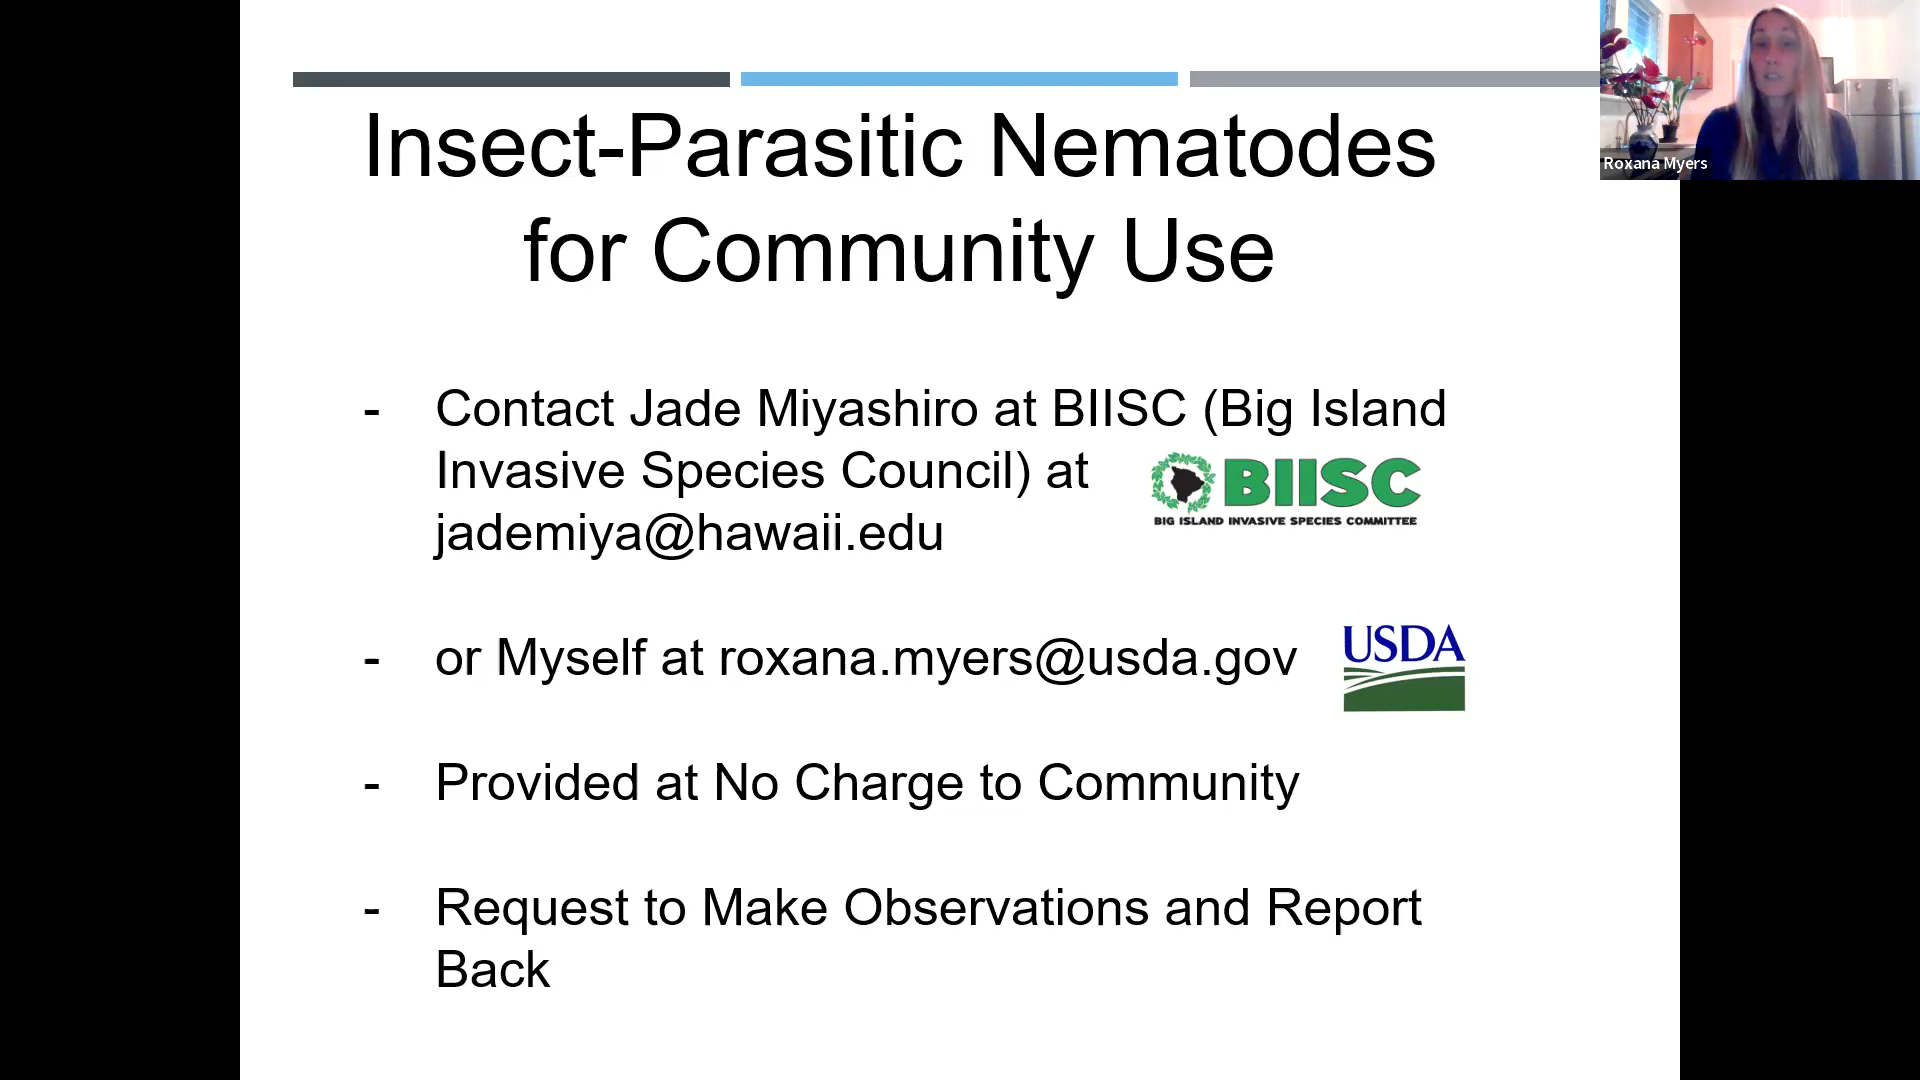 Insect-Parasitic Nematodes
for Community Use
- Contact Jade Miyashiro at BIISC (Big Island
Invasive Species Council) at
jademiya@hawaii.edu
BIISC
BIG ISLAND INVASIVE SPECIES COMMITTEE
- or Myself at roxana.myers@usda.gov
USDA
- Provided at No Charge to Community
- Request to Make Observations and Report
Back
Roxana Myers